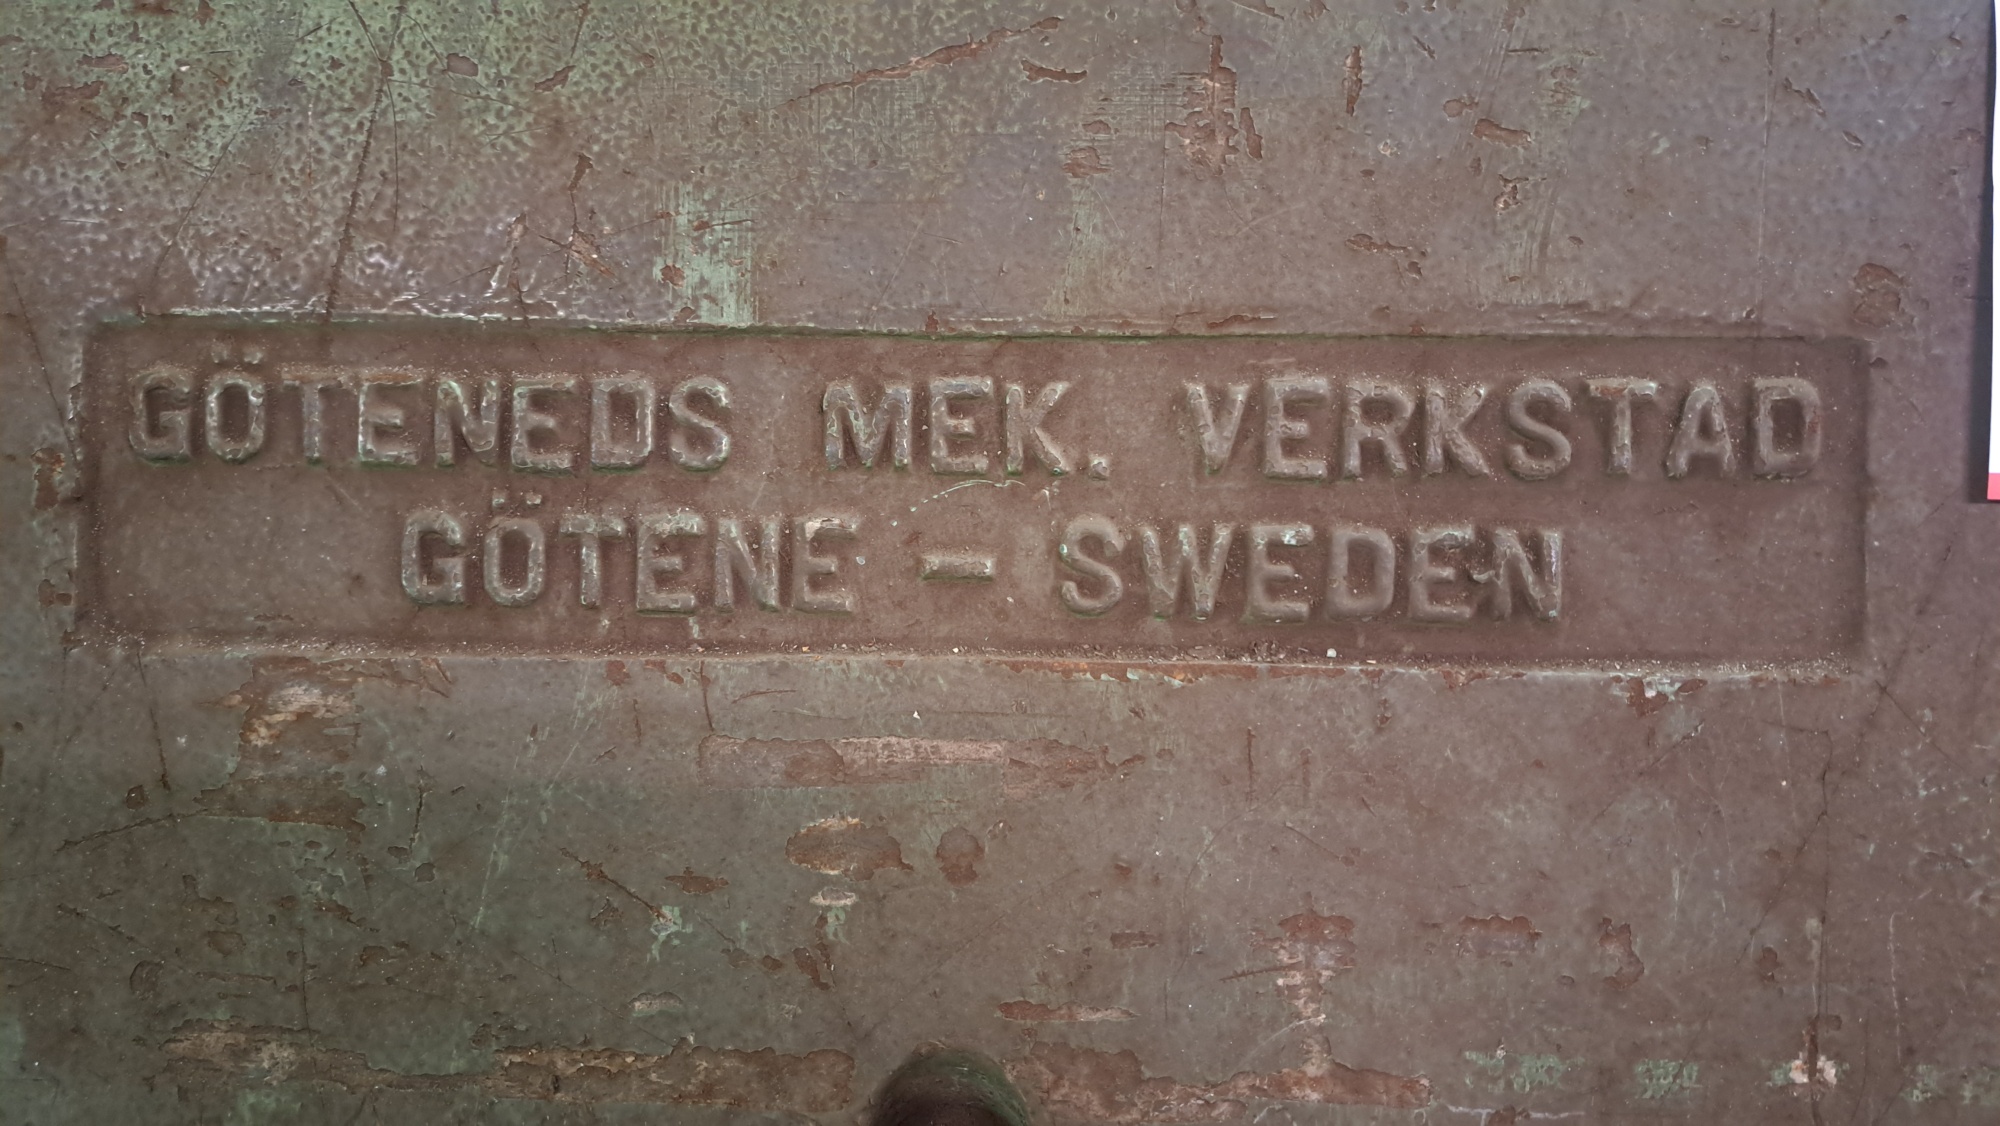 GÖTENEDS MEK. VERKSTAD
GÖTENE – SWEDEN